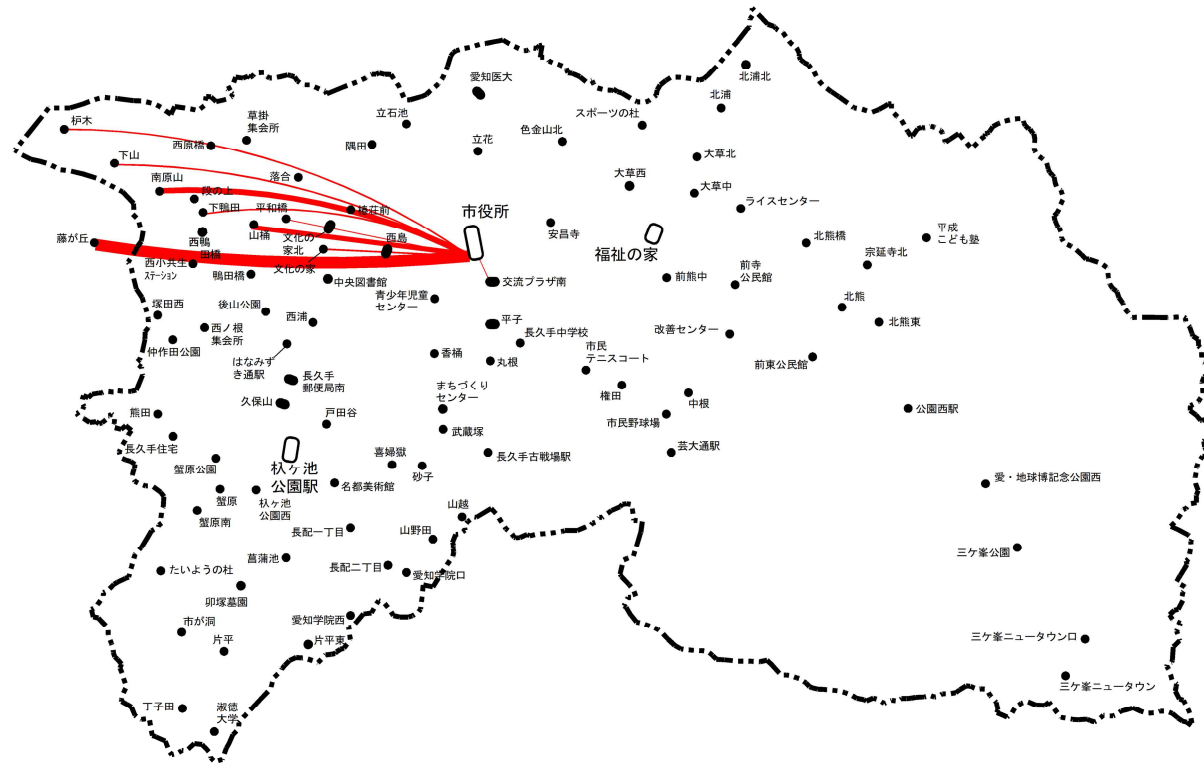 北浦北
愛知医大
北浦
スポーツの杜
立石池
草掛
集会所
枦木
色金山北
立花
隅田
西原橋
下山
大草北
大草西
落合
南原山
段の上
大草中
ライスセンター
下鴨田
平和橋
市役所
藤が丘
西鴨
田橋
山桶
文化の
家北
西島
安昌寺
福祉の家
北熊橋
平成
こども塾
宗延寺北
西小共生
ステーション
鴨田橋
文化の家
中央図書館
交流プラザ南
前熊中
前寺
公民館
青少年児童
センター
北熊
塚田西
後山公園
西浦
平子
北熊東
西ノ根
集会所
長久手中学校
改善センター
仲作田公園
はなみず
き通駅
香桶
丸根
市民
テニスコート
前東公民館
長久手
郵便局南
まちづくり
センター
権田
中根
久保山
戸田谷
公園西駅
熊田
市民野球場
武蔵塚
長久手住宅
喜婦嶽
長久手古戦場駅
芸大通駅
蟹原公園
杁ヶ池
公園駅
砂子
名都美術館
愛・地球博記念公園西
蟹原
杁ヶ池
公園西
山越
蟹原南
長配一丁目
山野田
三ケ峯公園
菖蒲池
たいようの杜
長配二丁目
愛知学院口
卯塚墓園
市が洞
愛知学院西
片平
片平東
三ケ峯ニュータウン口
三ケ峯ニュータウン
丁子田
淑徳
大学